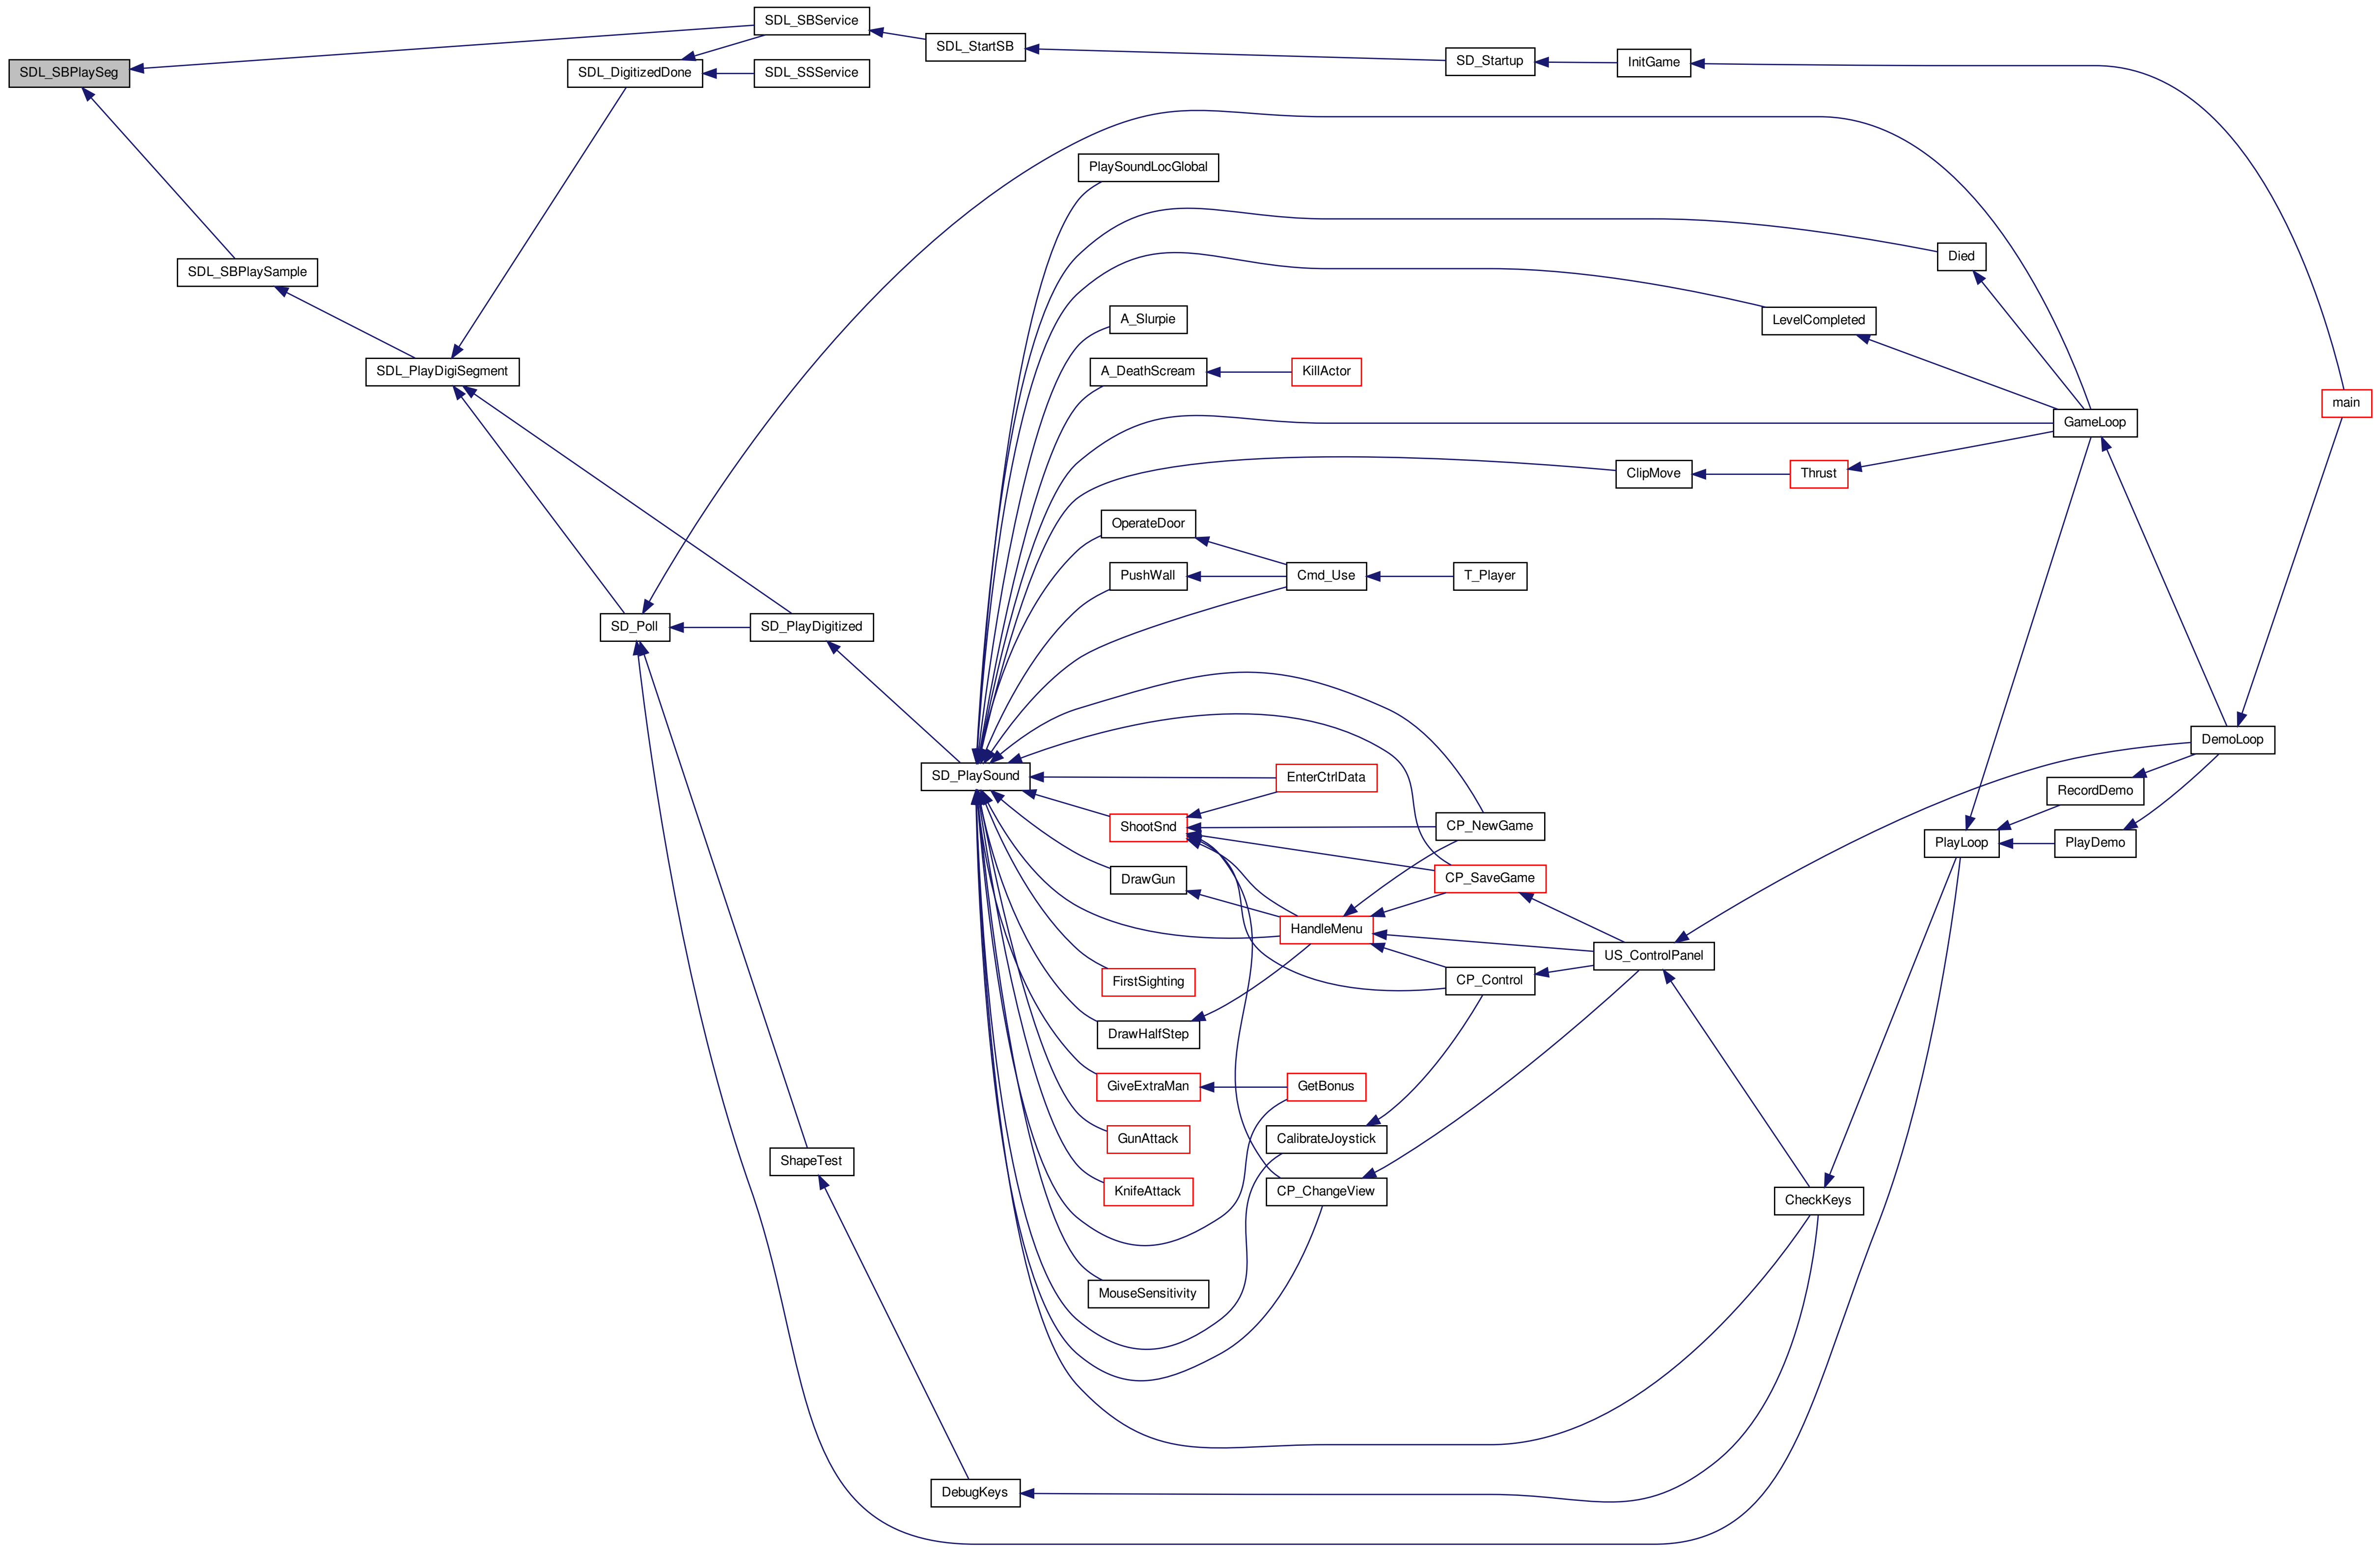 SDL_SBPlaySeg
SDL_SBService
SDL_DigitizedDone
SDL_SSService
SDL_StartSB
SD_Startup
InitGame
main
SDL_SBPlaySample
SDL_PlayDigiSegment
SD_Poll
SD_PlayDigitized
SD_PlaySound
PlaySoundLocGlobal
Died
A_Slurpie
LevelCompleted
A_DeathScream
KillActor
GameLoop
ClipMove
Thrust
OperateDoor
PushWall
Cmd_Use
T_Player
DemoLoop
EnterCtrlData
RecordDemo
ShootSnd
CP_NewGame
PlayLoop
PlayDemo
DrawGun
CP_SaveGame
HandleMenu
US_ControlPanel
FirstSighting
CP_Control
DrawHalfStep
GiveExtraMan
GetBonus
GunAttack
CalibrateJoystick
ShapeTest
KnifeAttack
CP_ChangeView
CheckKeys
MouseSensitivity
DebugKeys